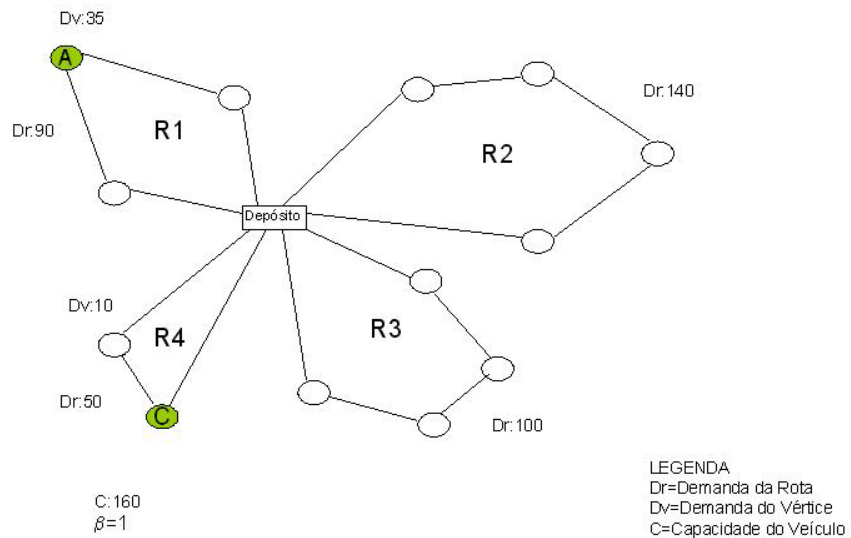 Dv:35
A
Dr:90
R1
R2
Dr:140
Depósito
Dv:10
R4
R3
Dr:50
C
Dr:100
C:160
β=1
LEGENDA
Dr=Demanda da Rota
Dv=Demanda do Vértice
C=Capacidade do Veículo